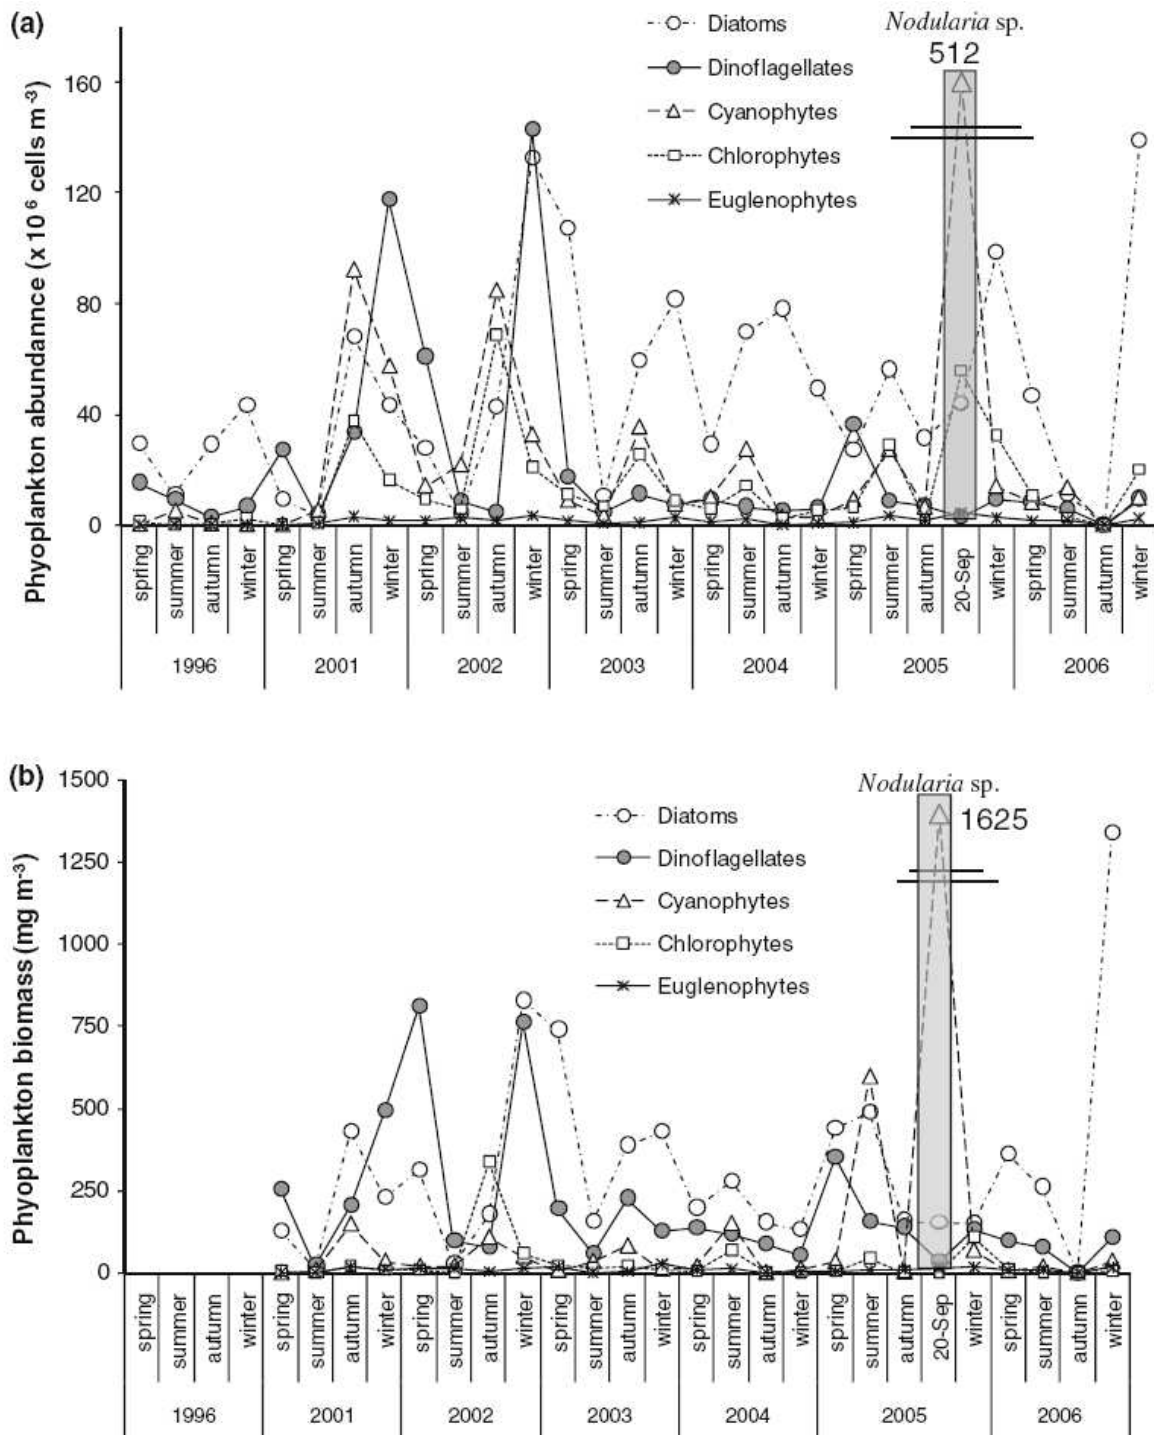 (a)
Phyoplankton abundannce (x 10⁶ cells m⁻³)
160
120
80
40
0
Diatoms
Dinoflagellates
Cyanophytes
Chlorophytes
Euglenophytes
Nodularia sp.
512
spring summer autumn winter spring summer autumn winter spring summer autumn winter spring summer autumn winter spring summer autumn winter spring summer autumn 20-Sep winter spring summer autumn winter
1996 2001 2002 2003 2004 2005 2006
(b)
Phyoplankton biomass (mg m⁻³)
1500
1250
1000
750
500
250
0
Diatoms
Dinoflagellates
Cyanophytes
Chlorophytes
Euglenophytes
Nodularia sp.
1625
spring summer autumn winter spring summer autumn winter spring summer autumn winter spring summer autumn winter spring summer autumn winter spring summer autumn 20-Sep winter spring summer autumn winter
1996 2001 2002 2003 2004 2005 2006